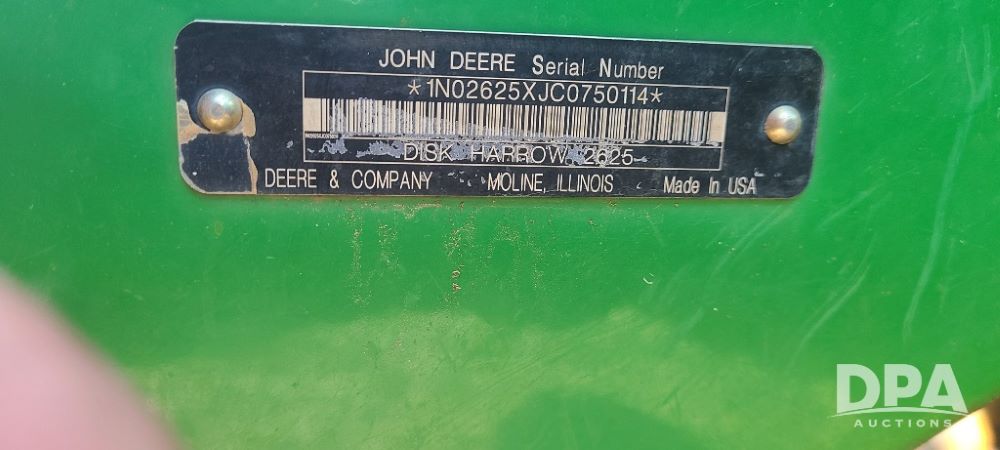 JOHN DEERE Serial Number
*1N02625XJC0750114*
DISK HARROW 2625
DEERE & COMPANY MOLINE, ILLINOIS Made In USA
DPA
AUCTIONS